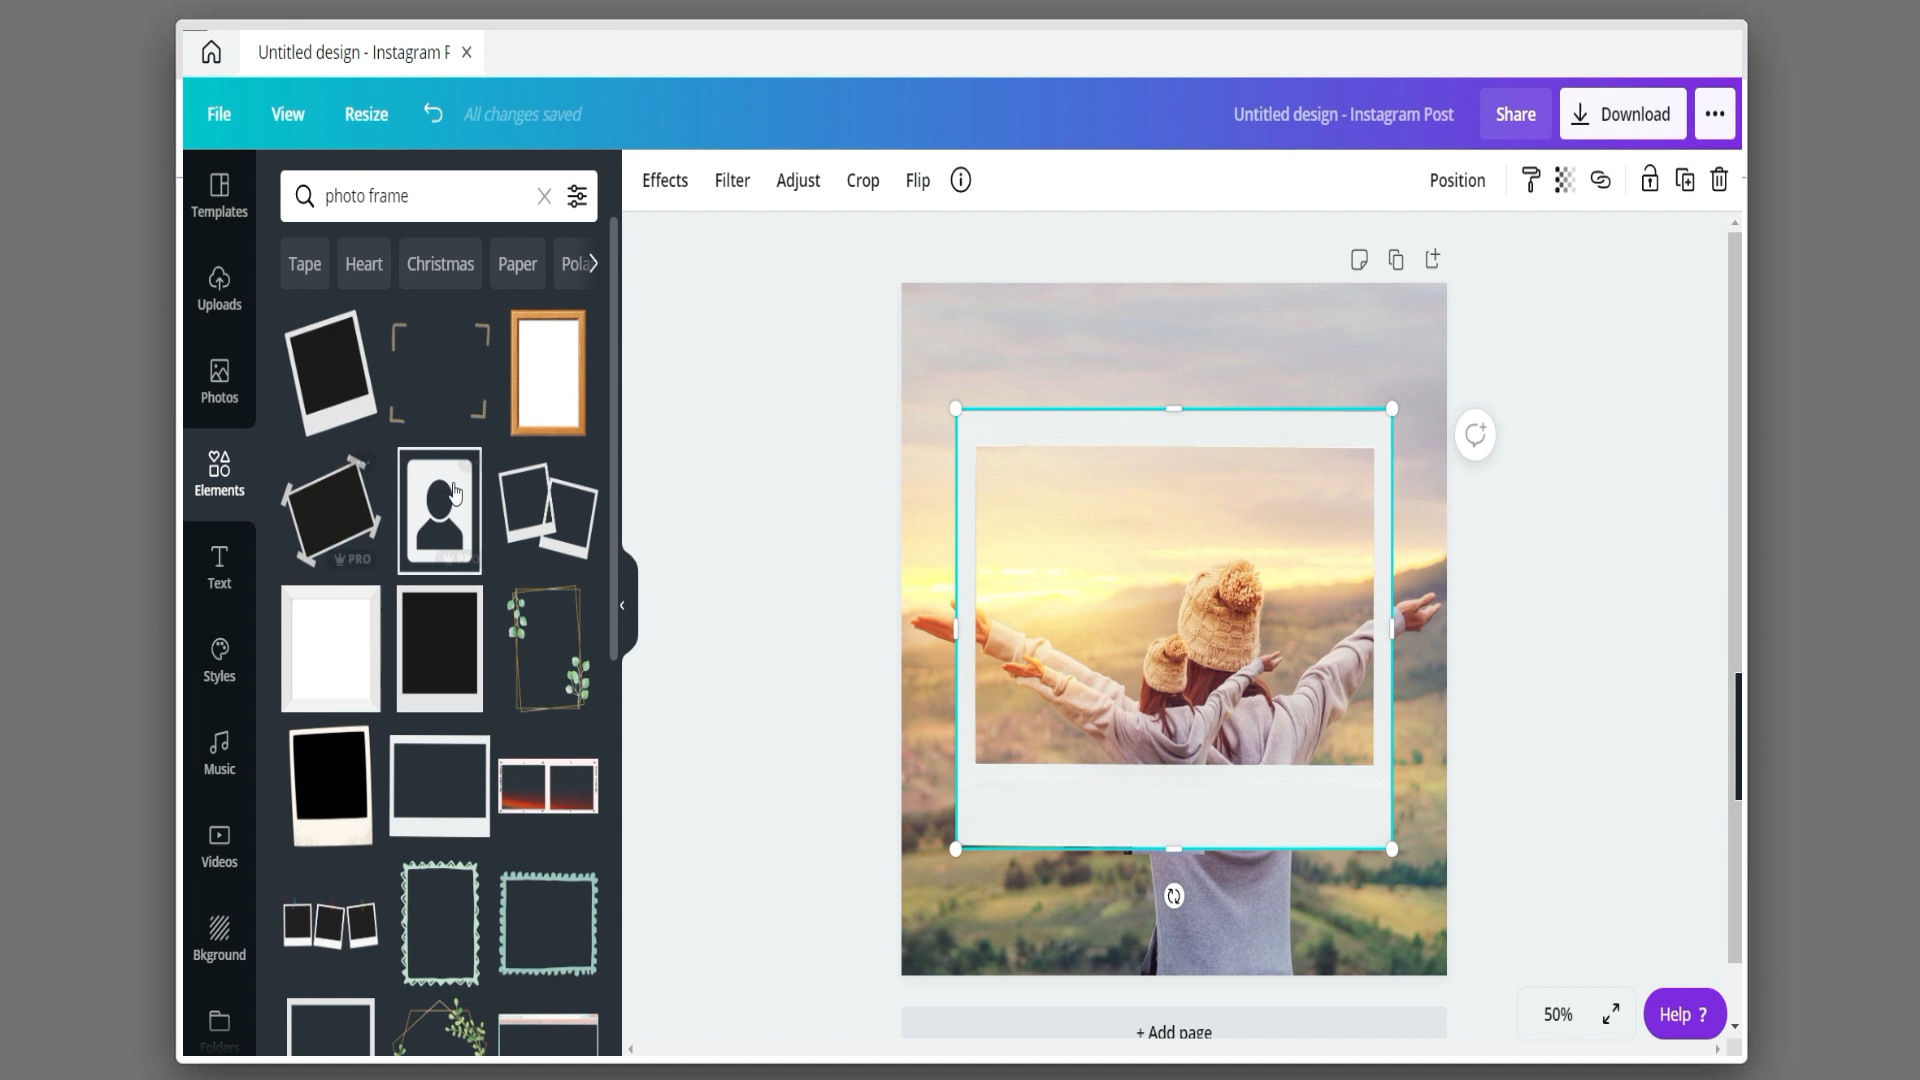 Untitled design - Instagram P
File View Resize All changes saved Untitled design - Instagram Post Share Download
Effects Filter Adjust Crop Flip Position
Templates
Uploads
Photos
Elements
Text
Styles
Music
Videos
Bkground
Folders
photo frame
Tape Heart Christmas Paper Pola
PRO
+ Add page
50% Help ?